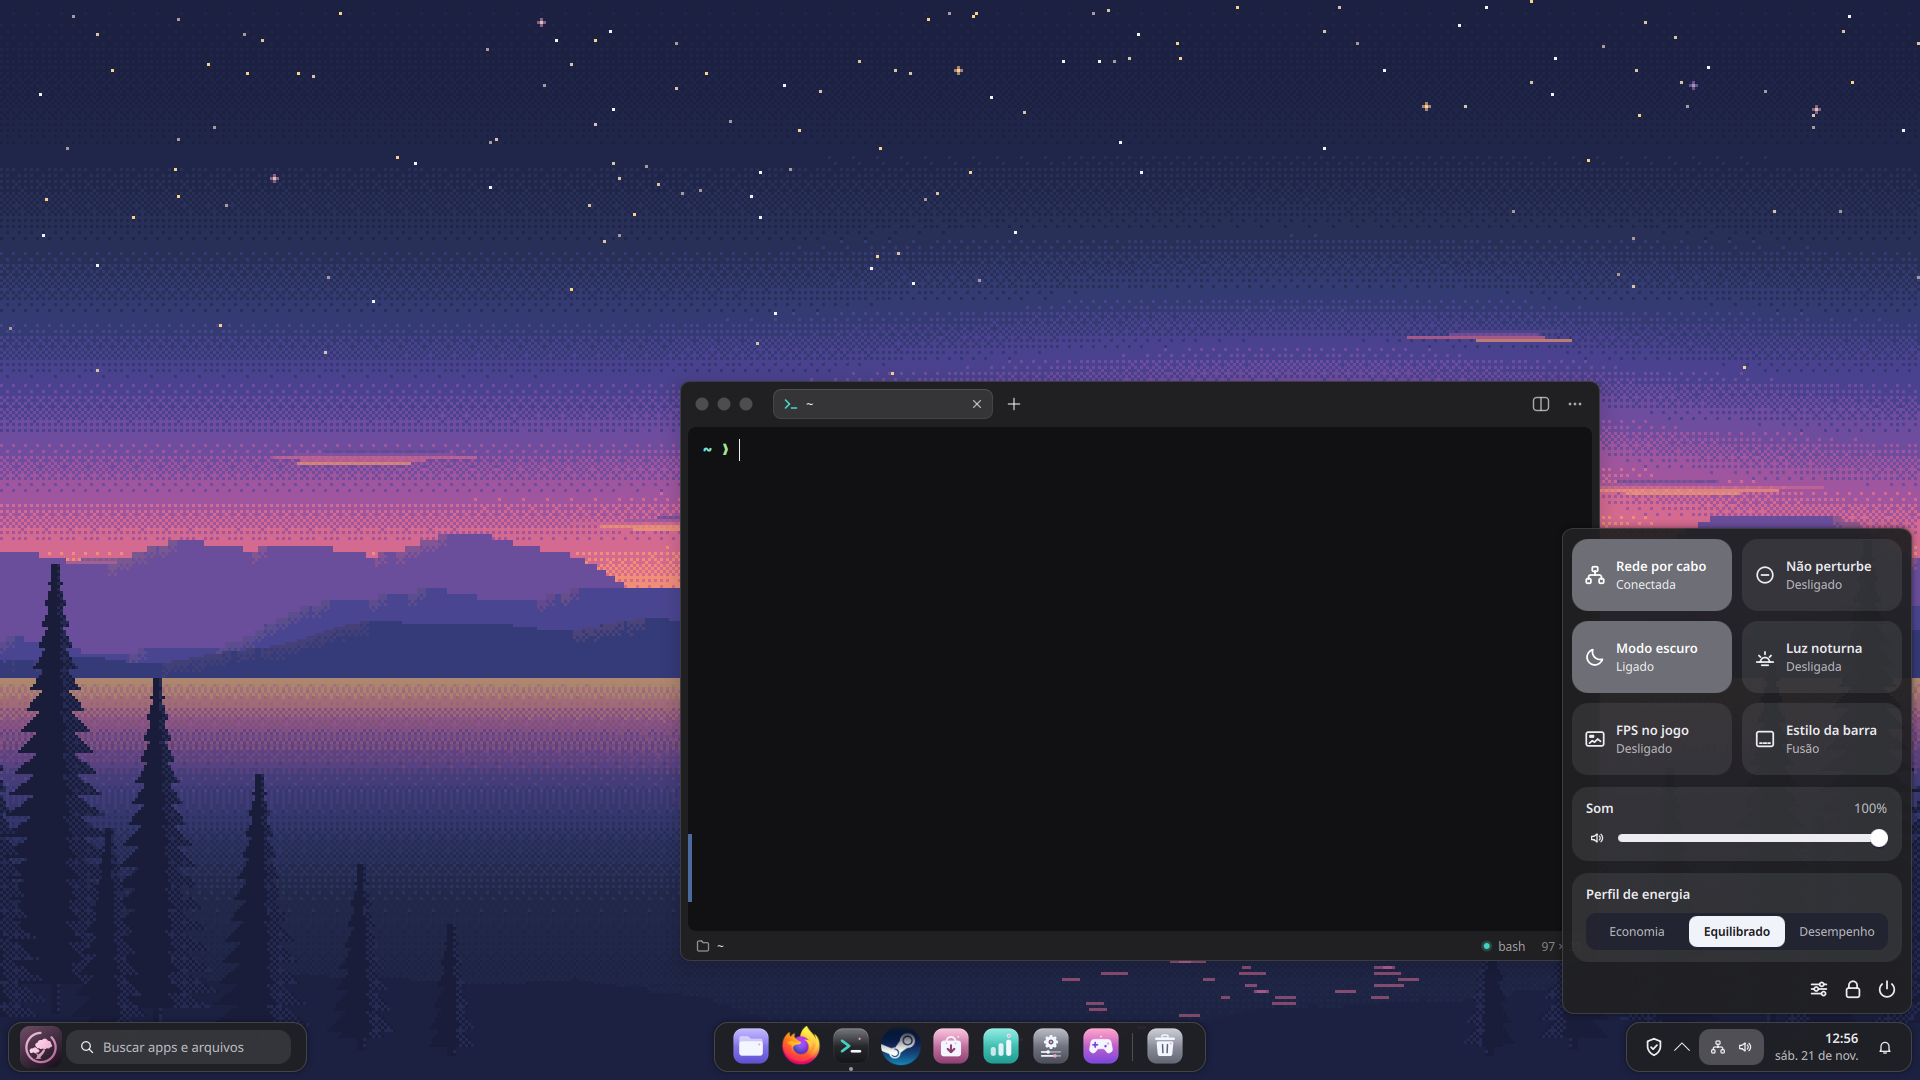 ~
~ ❯
~
bash 97 ×
Rede por cabo
Conectada
Não perturbe
Desligado
Modo escuro
Ligado
Luz noturna
Desligada
FPS no jogo
Desligado
Estilo da barra
Fusão
Som 100%
Perfil de energia
Economia Equilibrado Desempenho
Buscar apps e arquivos
12:56
sáb. 21 de nov.